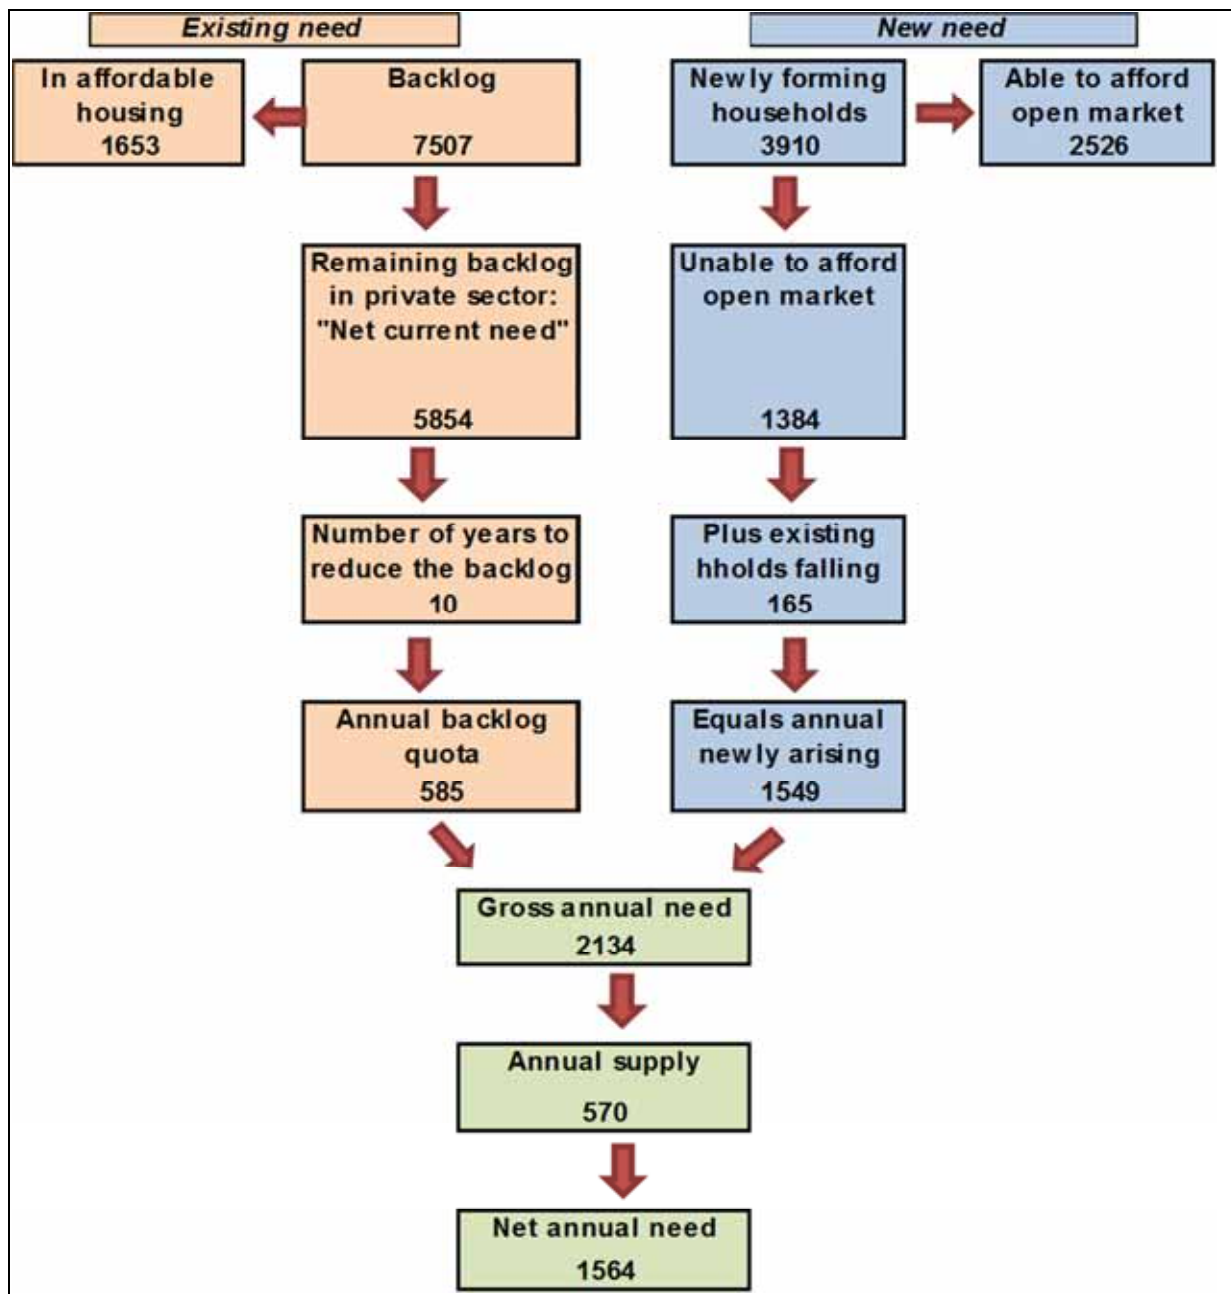 Existing need
New need
In affordable
housing
1653
Backlog
7507
Newly forming
households
3910
Able to afford
open market
2526
Remaining backlog
in private sector:
"Net current need"
5854
Unable to afford
open market
1384
Number of years to
reduce the backlog
10
Plus existing
hholds falling
165
Annual backlog
quota
585
Equals annual
newly arising
1549
Gross annual need
2134
Annual supply
570
Net annual need
1564